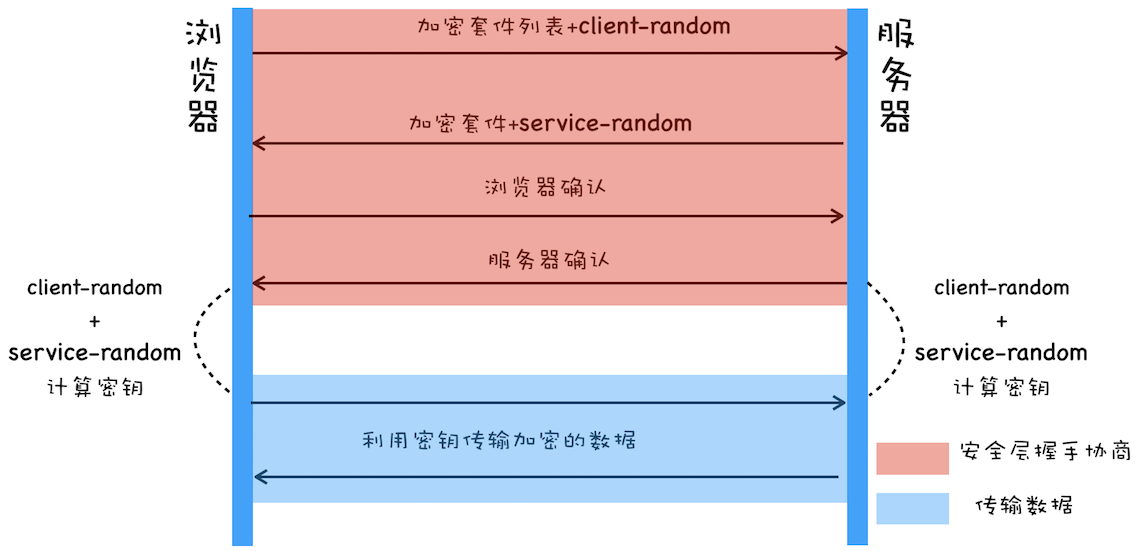 浏览器
服务器
加密套件列表+client-random
加密套件+service-random
浏览器确认
服务器确认
client-random
+
service-random
计算密钥
client-random
+
service-random
计算密钥
利用密钥传输加密的数据
安全层握手协商
传输数据